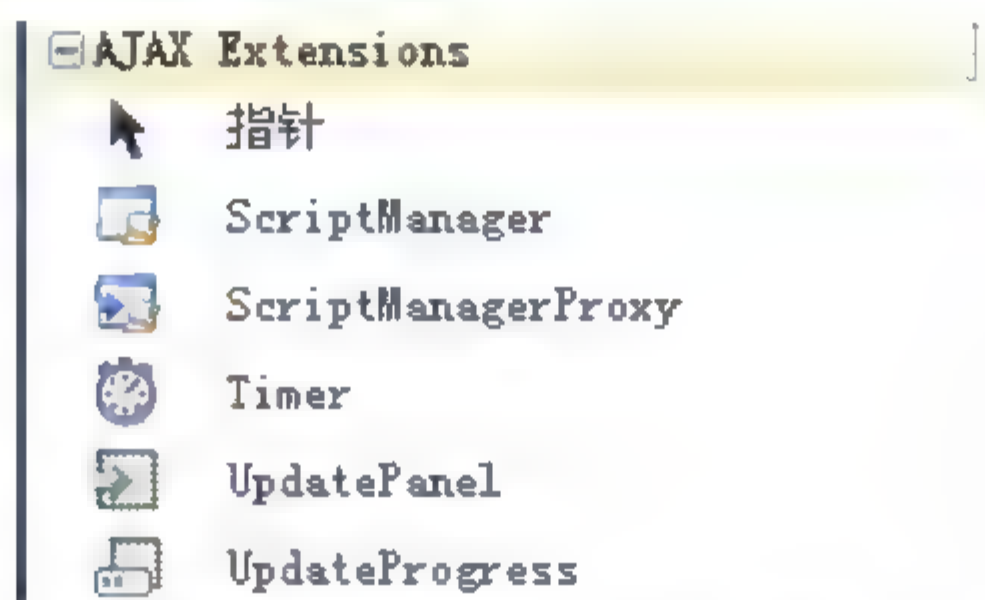 AJAX Extensions
指针
ScriptManager
ScriptManagerProxy
Timer
UpdatePanel
UpdateProgress